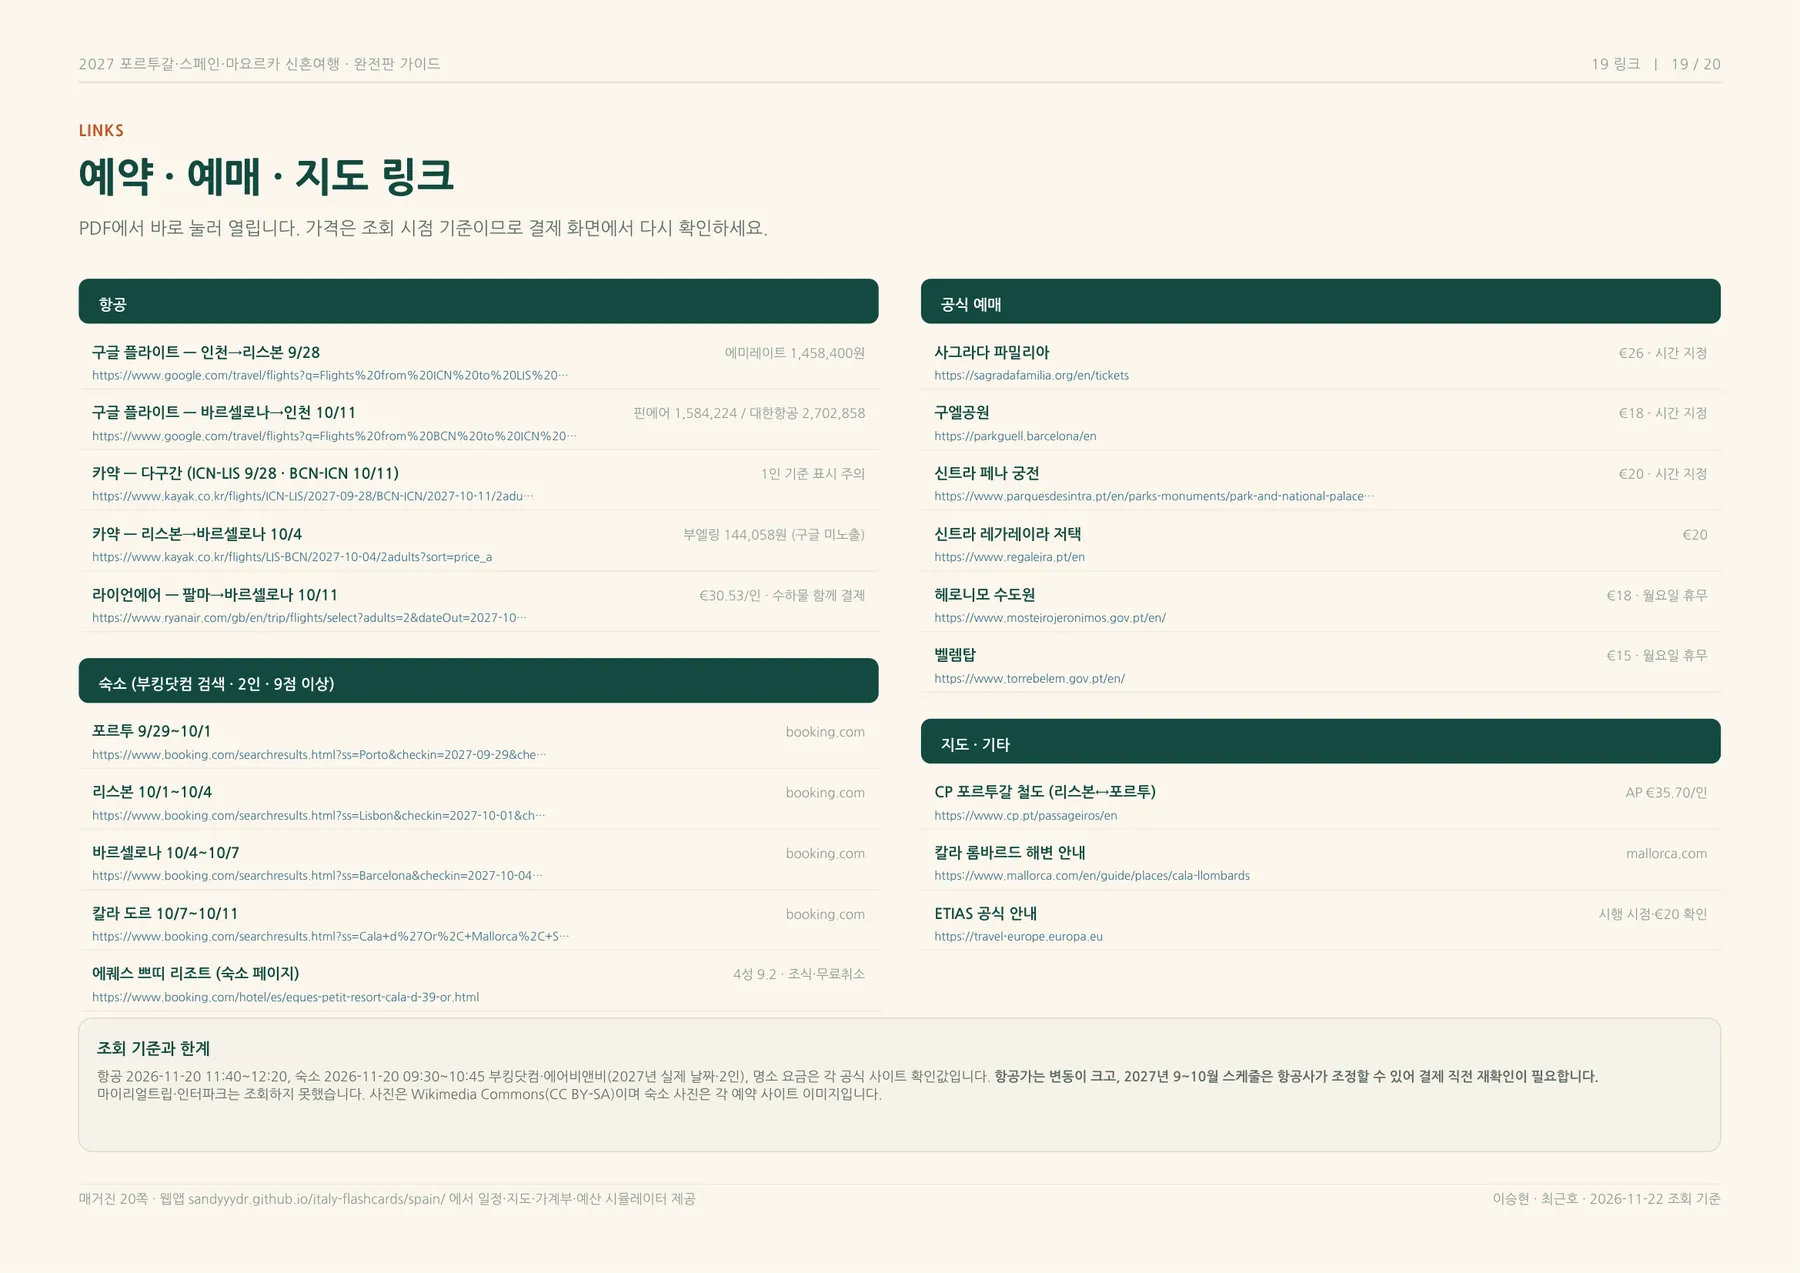 2027 포르투갈·스페인·마요르카 신혼여행 · 완전판 가이드
19 링크 | 19 / 20
LINKS
예약 · 예매 · 지도 링크
PDF에서 바로 눌러 열립니다. 가격은 조회 시점 기준이므로 결제 화면에서 다시 확인하세요.
항공
구글 플라이트 — 인천→리스본 9/28
에미레이트 1,458,400원
https://www.google.com/travel/flights?q=Flights%20from%20ICN%20to%20LIS%20···
구글 플라이트 — 바르셀로나→인천 10/11
핀에어 1,584,224 / 대한항공 2,702,858
https://www.google.com/travel/flights?q=Flights%20from%20BCN%20to%20ICN%20···
카약 — 다구간 (ICN-LIS 9/28 · BCN-ICN 10/11)
1인 기준 표시 주의
https://www.kayak.co.kr/flights/ICN-LIS/2027-09-28/BCN-ICN/2027-10-11/2adu···
카약 — 리스본→바르셀로나 10/4
부엘링 144,058원 (구글 미노출)
https://www.kayak.co.kr/flights/LIS-BCN/2027-10-04/2adults?sort=price_a
라이언에어 — 팔마→바르셀로나 10/11
€30.53/인 · 수하물 함께 결제
https://www.ryanair.com/gb/en/trip/flights/select?adults=2&dateOut=2027-10···
숙소 (부킹닷컴 검색 · 2인 · 9점 이상)
포르투 9/29~10/1
booking.com
https://www.booking.com/searchresults.html?ss=Porto&checkin=2027-09-29&che···
리스본 10/1~10/4
booking.com
https://www.booking.com/searchresults.html?ss=Lisbon&checkin=2027-10-01&ch···
바르셀로나 10/4~10/7
booking.com
https://www.booking.com/searchresults.html?ss=Barcelona&checkin=2027-10-04···
칼라 도르 10/7~10/11
booking.com
https://www.booking.com/searchresults.html?ss=Cala+d%27Or%2C+Mallorca%2C+S···
에퀘스 쁘띠 리조트 (숙소 페이지)
4성 9.2 · 조식·무료취소
https://www.booking.com/hotel/es/eques-petit-resort-cala-d-39-or.html
공식 예매
사그라다 파밀리아
€26 · 시간 지정
https://sagradafamilia.org/en/tickets
구엘공원
€18 · 시간 지정
https://parkguell.barcelona/en
신트라 페나 궁전
€20 · 시간 지정
https://www.parquesdesintra.pt/en/parks-monuments/park-and-national-palace···
신트라 레가레이라 저택
€20
https://www.regaleira.pt/en
헤로니모 수도원
€18 · 월요일 휴무
https://www.mosteirojeronimos.gov.pt/en/
벨렘탑
€15 · 월요일 휴무
https://www.torrebelem.gov.pt/en/
지도 · 기타
CP 포르투갈 철도 (리스본↔포르투)
AP €35.70/인
https://www.cp.pt/passageiros/en
칼라 롬바르드 해변 안내
mallorca.com
https://www.mallorca.com/en/guide/places/cala-llombards
ETIAS 공식 안내
시행 시점·€20 확인
https://travel-europe.europa.eu
조회 기준과 한계
항공 2026-11-20 11:40~12:20, 숙소 2026-11-20 09:30~10:45 부킹닷컴·에어비앤비(2027년 실제 날짜·2인), 명소 요금은 각 공식 사이트 확인값입니다. 항공가는 변동이 크고, 2027년 9~10월 스케줄은 항공사가 조정할 수 있어 결제 직전 재확인이 필요합니다.
마이리얼트립·인터파크는 조회하지 못했습니다. 사진은 Wikimedia Commons(CC BY-SA)이며 숙소 사진은 각 예약 사이트 이미지입니다.
매거진 20쪽 · 웹앱 sandyyydr.github.io/italy-flashcards/spain/ 에서 일정·지도·가계부·예산 시뮬레이터 제공
이승현 · 최근호 · 2026-11-22 조회 기준